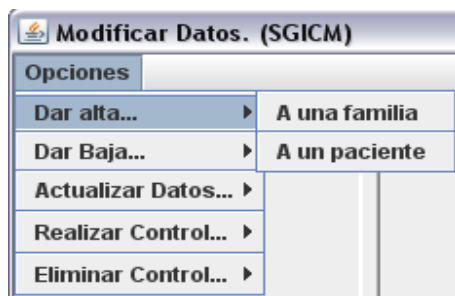 Modificar Datos. (SGICM)
Opciones
Dar alta...
A una familia
Dar Baja...
A un paciente
Actualizar Datos...
Realizar Control...
Eliminar Control...